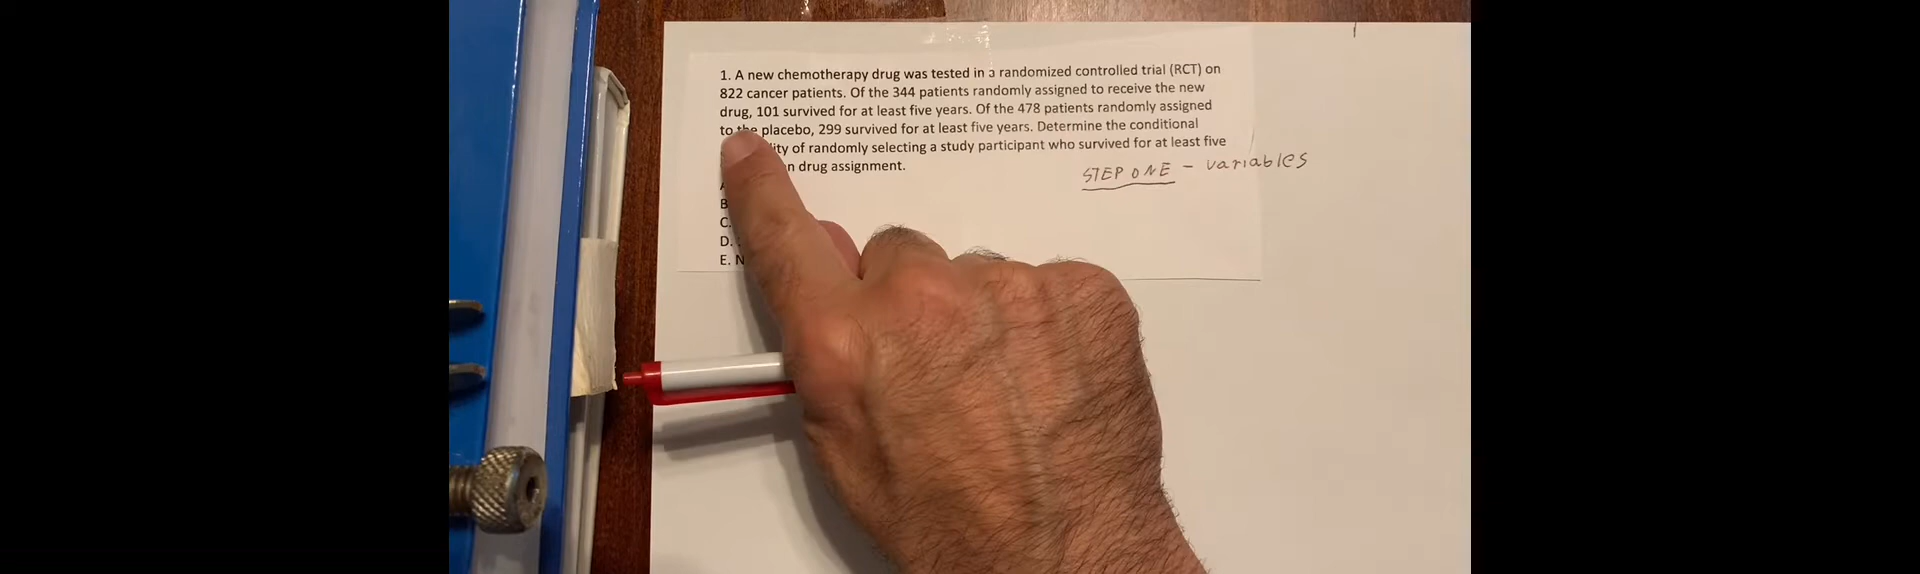 1. A new chemotherapy drug was tested in a randomized controlled trial (RCT) on
822 cancer patients. Of the 344 patients randomly assigned to receive the new
drug, 101 survived for at least five years. Of the 478 patients randomly assigned
to the placebo, 299 survived for at least five years. Determine the conditional
of randomly selecting a study participant who survived for at least five
drug assignment.
STEP ONE - variables
B
C.
D.
E. N